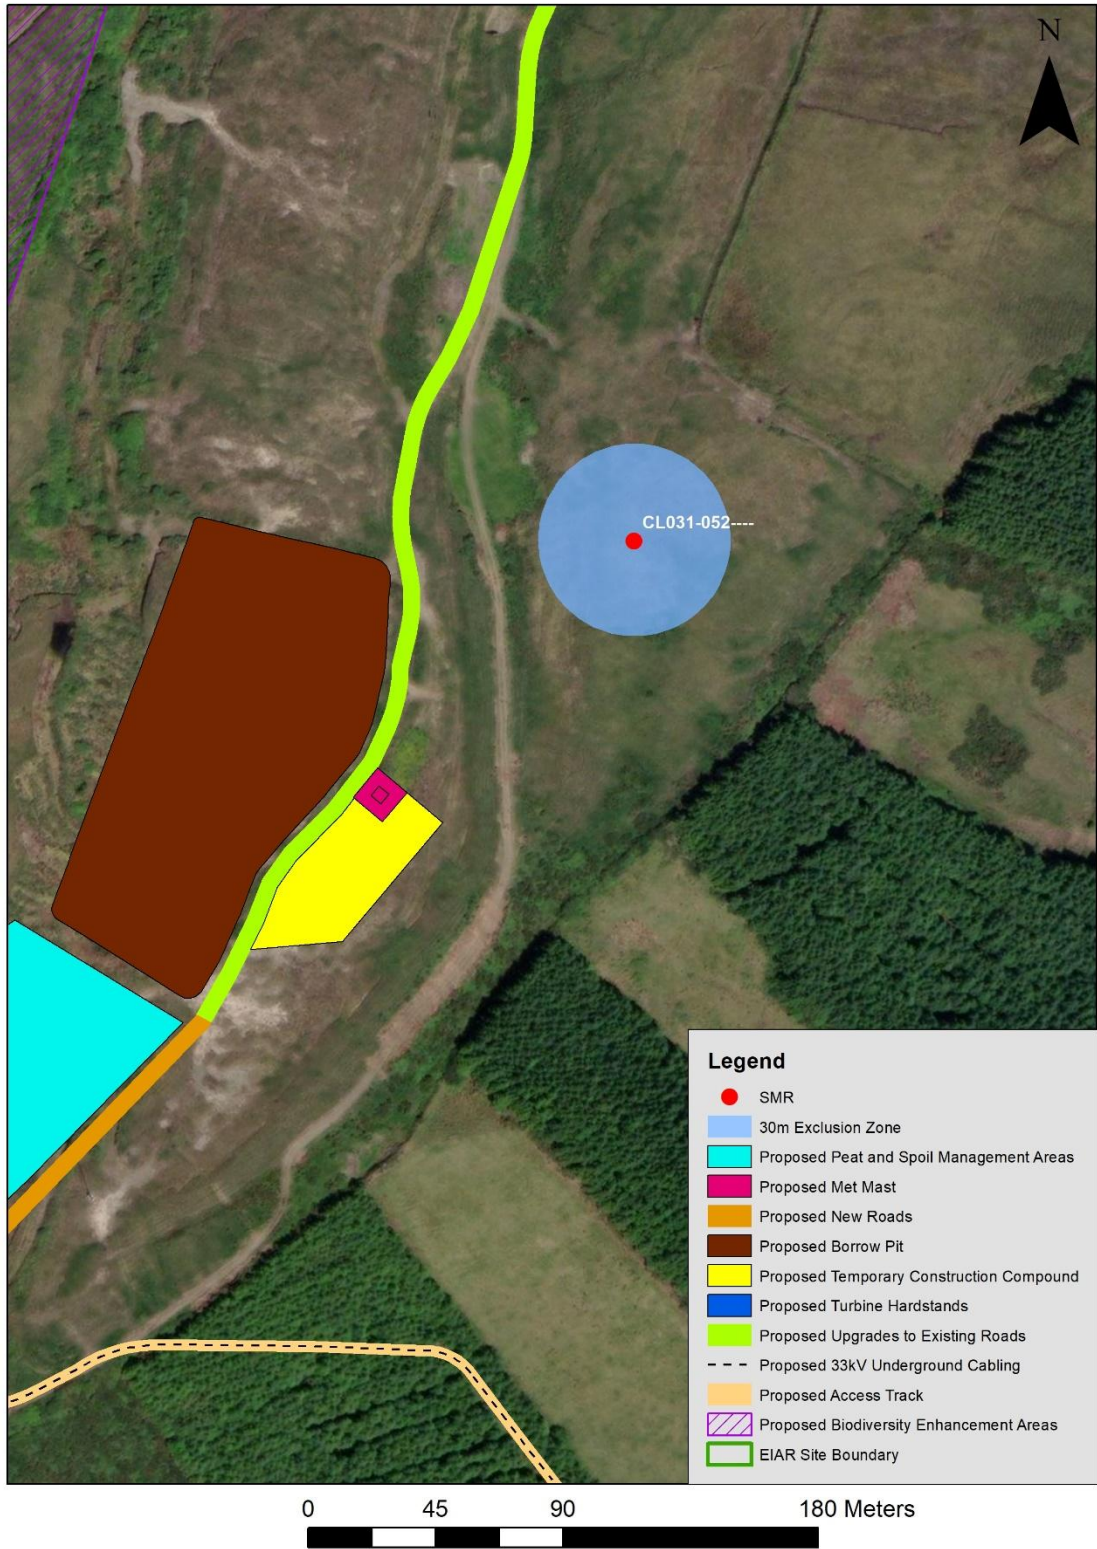 N
CL031-052----
Legend
SMR
30m Exclusion Zone
Proposed Peat and Spoil Management Areas
Proposed Met Mast
Proposed New Roads
Proposed Borrow Pit
Proposed Temporary Construction Compound
Proposed Turbine Hardstands
Proposed Upgrades to Existing Roads
Proposed 33kV Underground Cabling
Proposed Access Track
Proposed Biodiversity Enhancement Areas
EIAR Site Boundary
0 45 90 180 Meters